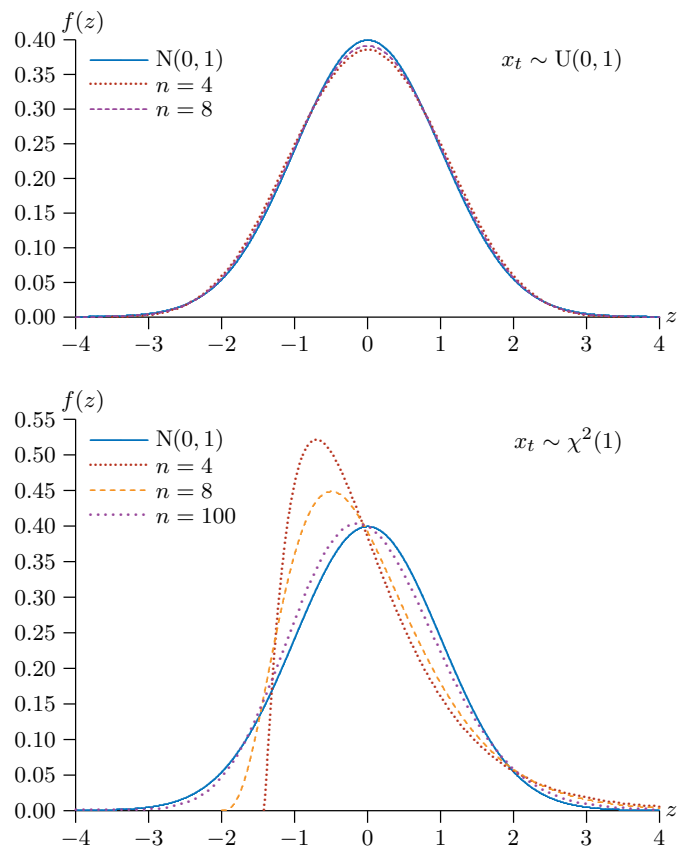 f(z)
0.40
0.35
0.30
0.25
0.20
0.15
0.10
0.05
0.00
N(0, 1)
n = 4
n = 8
x_t ∼ U(0, 1)
−4 −3 −2 −1 0 1 2 3 4 z
f(z)
0.55
0.50
0.45
0.40
0.35
0.30
0.25
0.20
0.15
0.10
0.05
0.00
N(0, 1)
n = 4
n = 8
n = 100
x_t ∼ χ²(1)
−4 −3 −2 −1 0 1 2 3 4 z